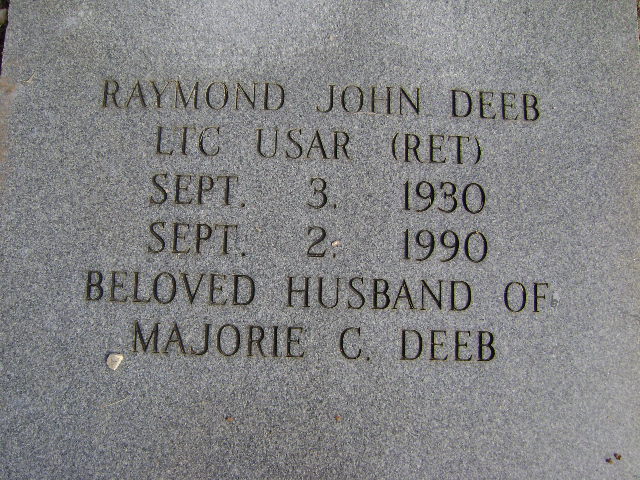 RAYMOND JOHN DEEB
LTC USAR (RET)
SEPT. 3. 1930
SEPT. 2. 1990
BELOVED HUSBAND OF
MAJORIE C. DEEB